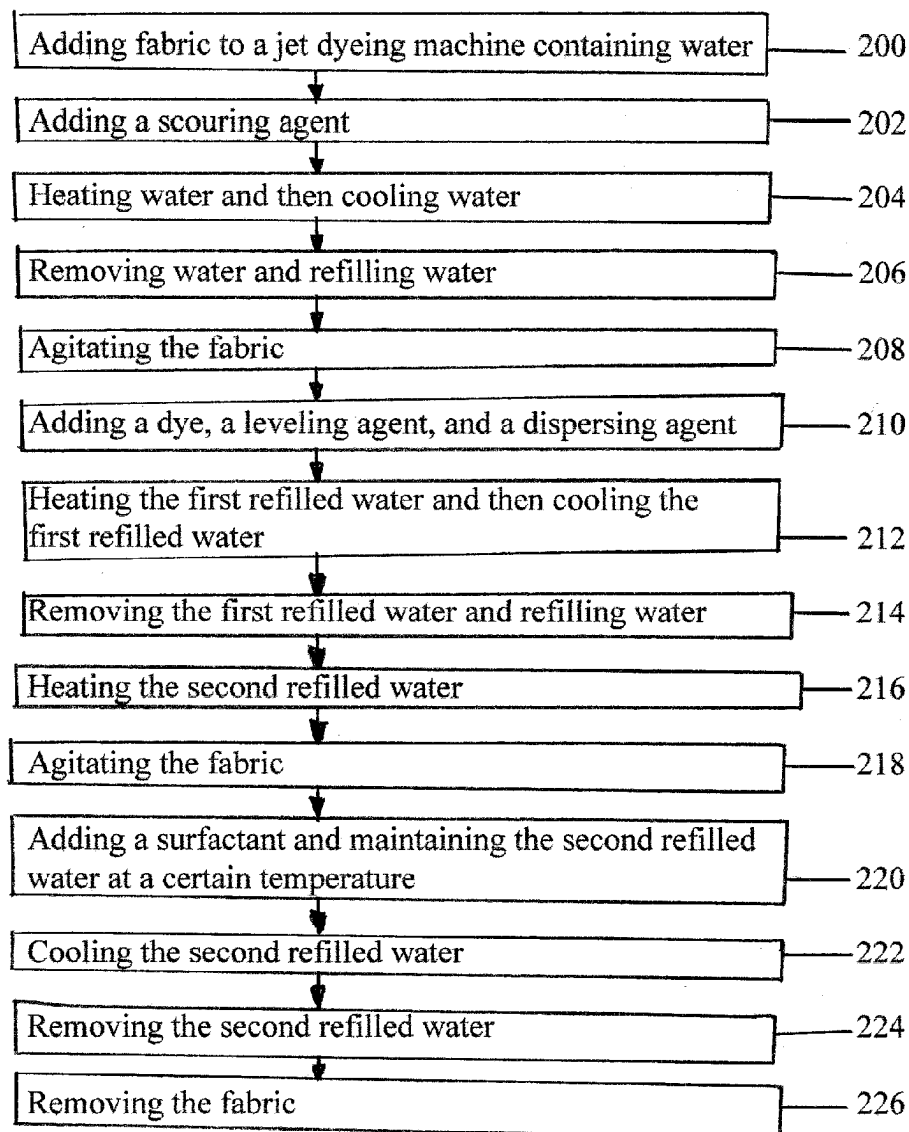 Adding fabric to a jet dyeing machine containing water 200
Adding a scouring agent 202
Heating water and then cooling water 204
Removing water and refilling water 206
Agitating the fabric 208
Adding a dye, a leveling agent, and a dispersing agent 210
Heating the first refilled water and then cooling the
first refilled water 212
Removing the first refilled water and refilling water 214
Heating the second refilled water 216
Agitating the fabric 218
Adding a surfactant and maintaining the second refilled
water at a certain temperature 220
Cooling the second refilled water 222
Removing the second refilled water 224
Removing the fabric 226